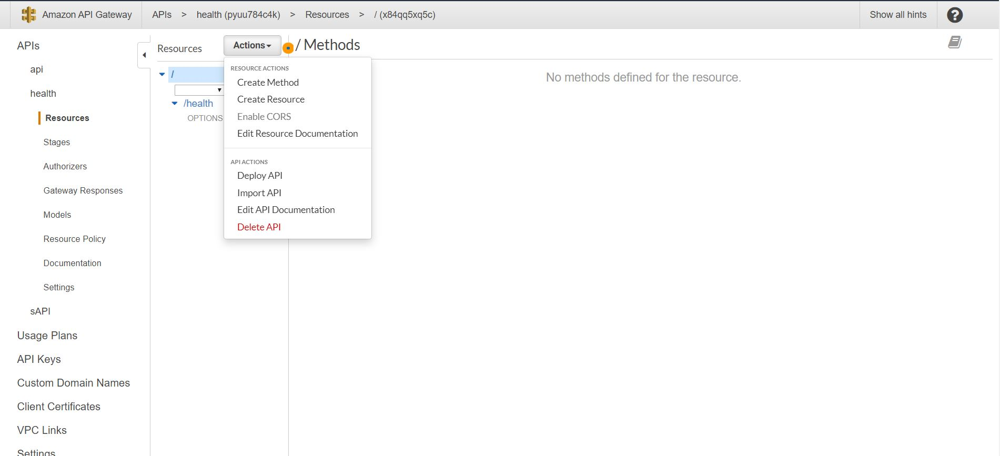 Amazon API Gateway
APIs > health (pyuu784c4k) > Resources > / (x84qq5xq5c)
Show all hints
?
APIs
api
health
Resources
Stages
Authorizers
Gateway Responses
Models
Resource Policy
Documentation
Settings
sAPI
Usage Plans
API Keys
Custom Domain Names
Client Certificates
VPC Links
Settings
Resources
Actions
/
/health
OPTIONS
RESOURCE ACTIONS
Create Method
Create Resource
Enable CORS
Edit Resource Documentation
API ACTIONS
Deploy API
Import API
Edit API Documentation
Delete API
/ Methods
No methods defined for the resource.